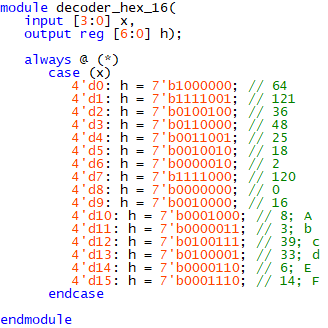 module decoder_hex_16(
input [3:0] x,
output reg [6:0] h);
always @ (*)
case (x)
4'd0: h = 7'b1000000; // 64
4'd1: h = 7'b1111001; // 121
4'd2: h = 7'b0100100; // 36
4'd3: h = 7'b0110000; // 48
4'd4: h = 7'b0011001; // 25
4'd5: h = 7'b0010010; // 18
4'd6: h = 7'b0000010; // 2
4'd7: h = 7'b1111000; // 120
4'd8: h = 7'b0000000; // 0
4'd9: h = 7'b0010000; // 16
4'd10: h = 7'b0001000; // 8; A
4'd11: h = 7'b0000011; // 3; b
4'd12: h = 7'b0100111; // 39; c
4'd13: h = 7'b0100001; // 33; d
4'd14: h = 7'b0000110; // 6; E
4'd15: h = 7'b0001110; // 14; F
endcase
endmodule